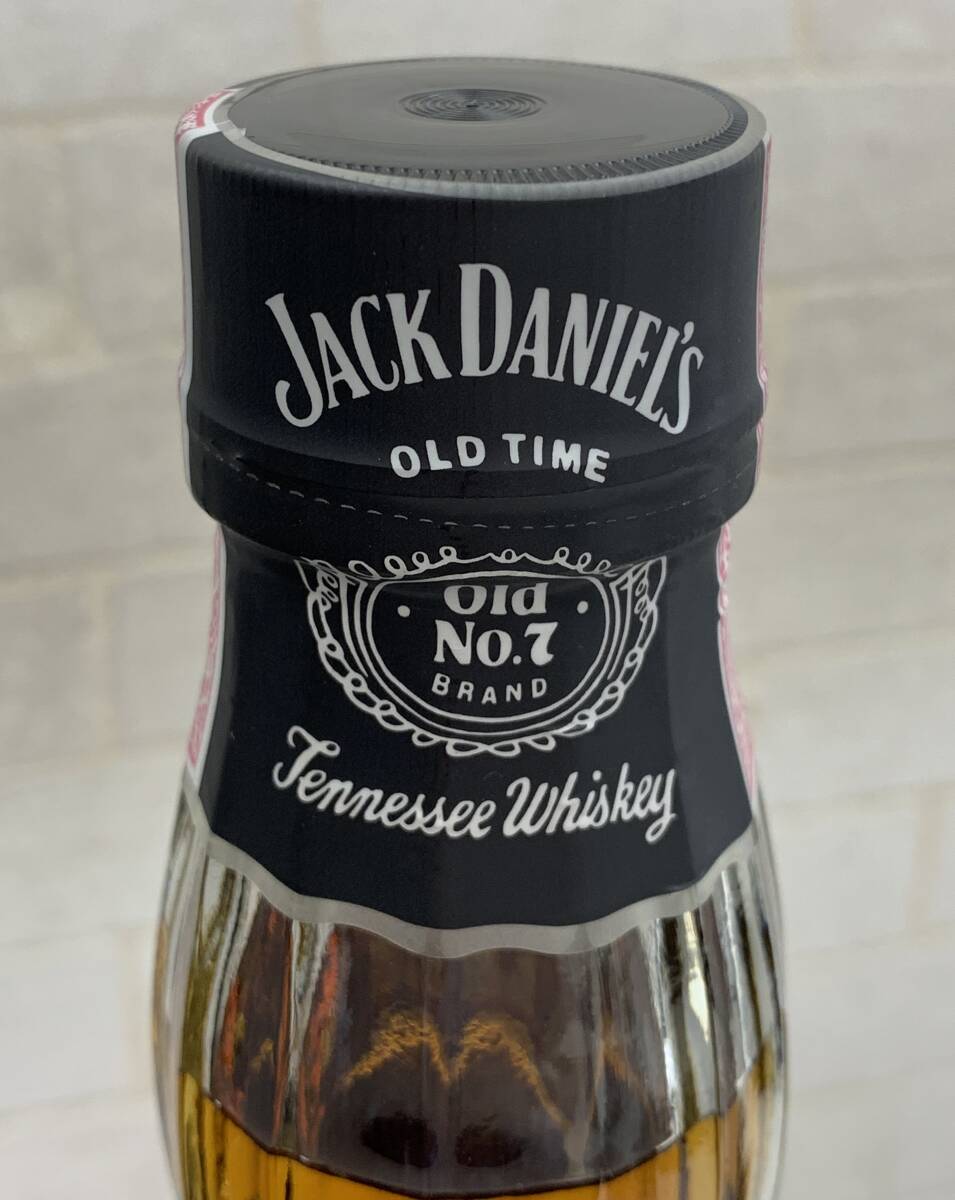 JACK DANIEL'S
OLD TIME
Old
No.7
BRAND
Tennessee Whiskey